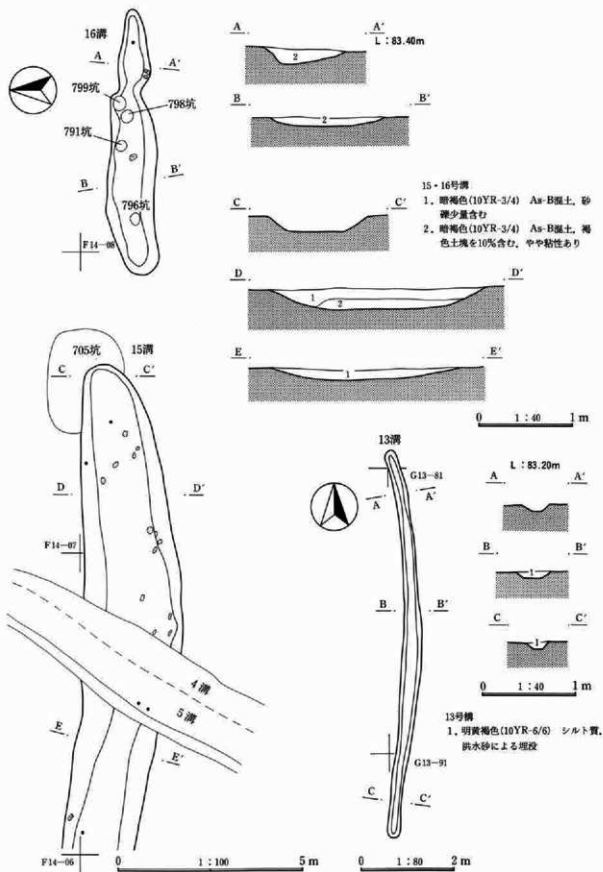 16溝
A
A'
68
799坑
798坑
791坑
B
B'
796坑
F14-08
A
A'
L:83.40m
2
B
B'
2
15・16号溝
1. 暗褐色(10YR-3/4) As-B混土, 砂
礫少量含む
2. 暗褐色(10YR-3/4) As-B混土, 褐
色土塊を10%含む, やや粘性あり
C
C'
D
D'
1
2
E
E'
1
0 1:40 1m
705坑
15溝
C
C'
D
D'
F14-07
4溝
5溝
E
E'
F14-06
0 1:100 5m
13溝
G13-81
A
A'
B
B'
G13-91
C
C'
0 1:80 2m
L:83.20m
A
A'
B
B'
1
C
C'
1
0 1:40 1m
13号溝
1. 明黄褐色(10YR-6/6) シルト質,
洪水砂による埋没